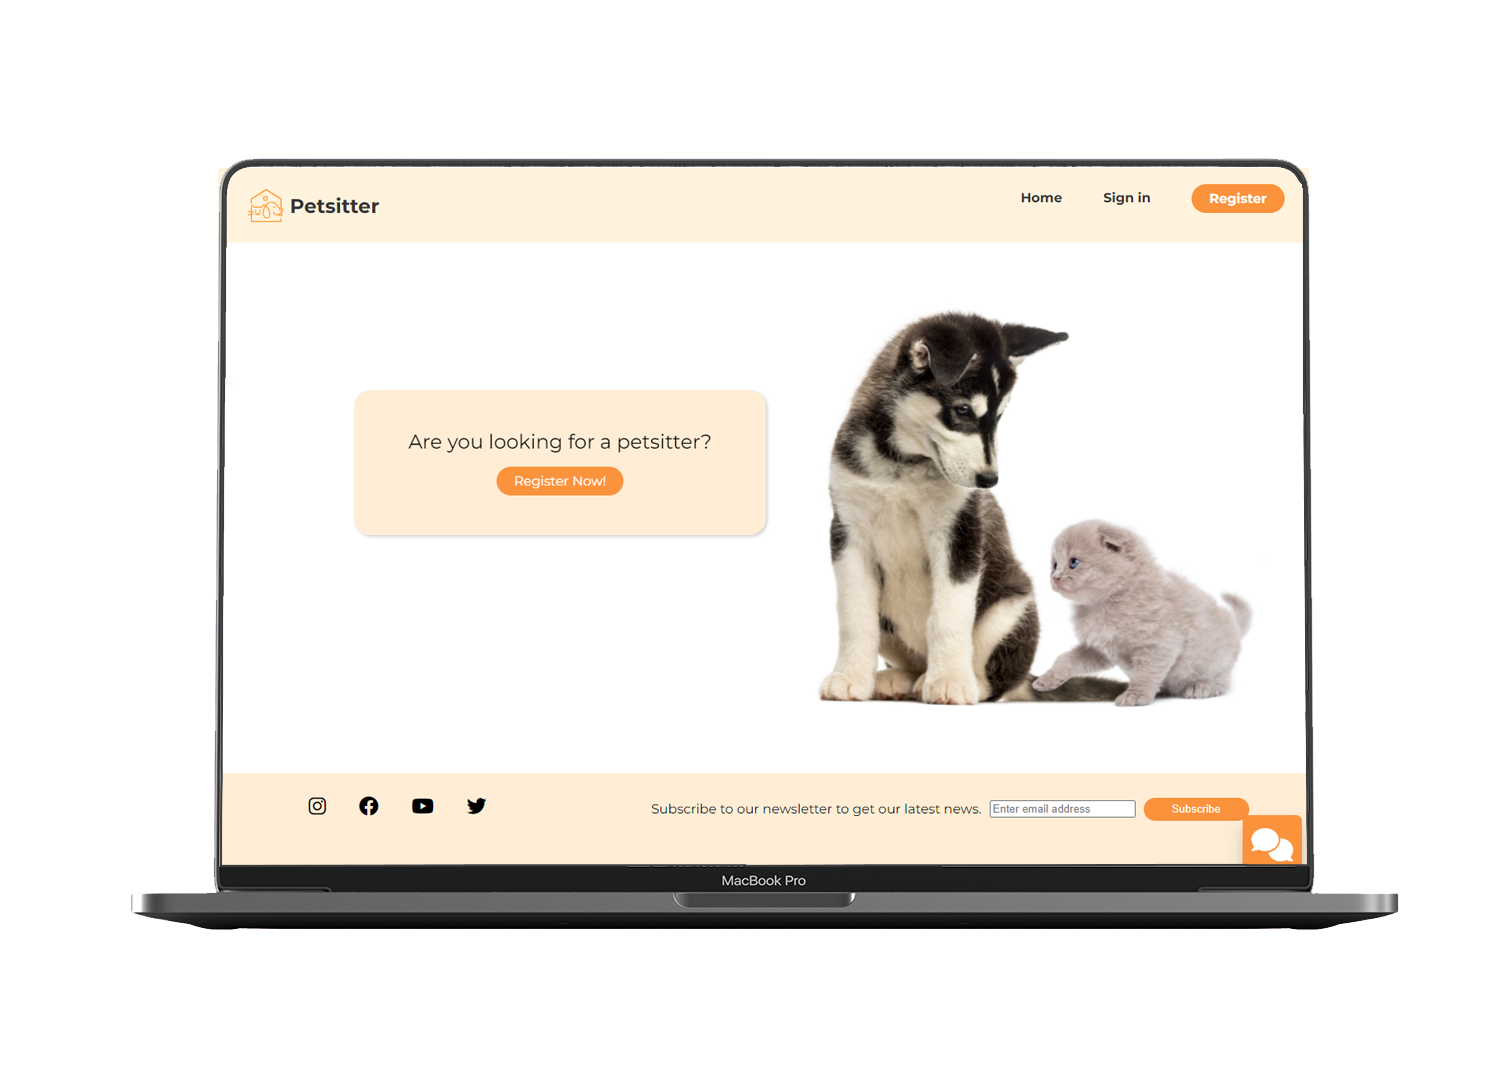 Petsitter
Home
Sign in
Register
Are you looking for a petsitter?
Register Now!
Subscribe to our newsletter to get our latest news.
Enter email address
Subscribe
MacBook Pro